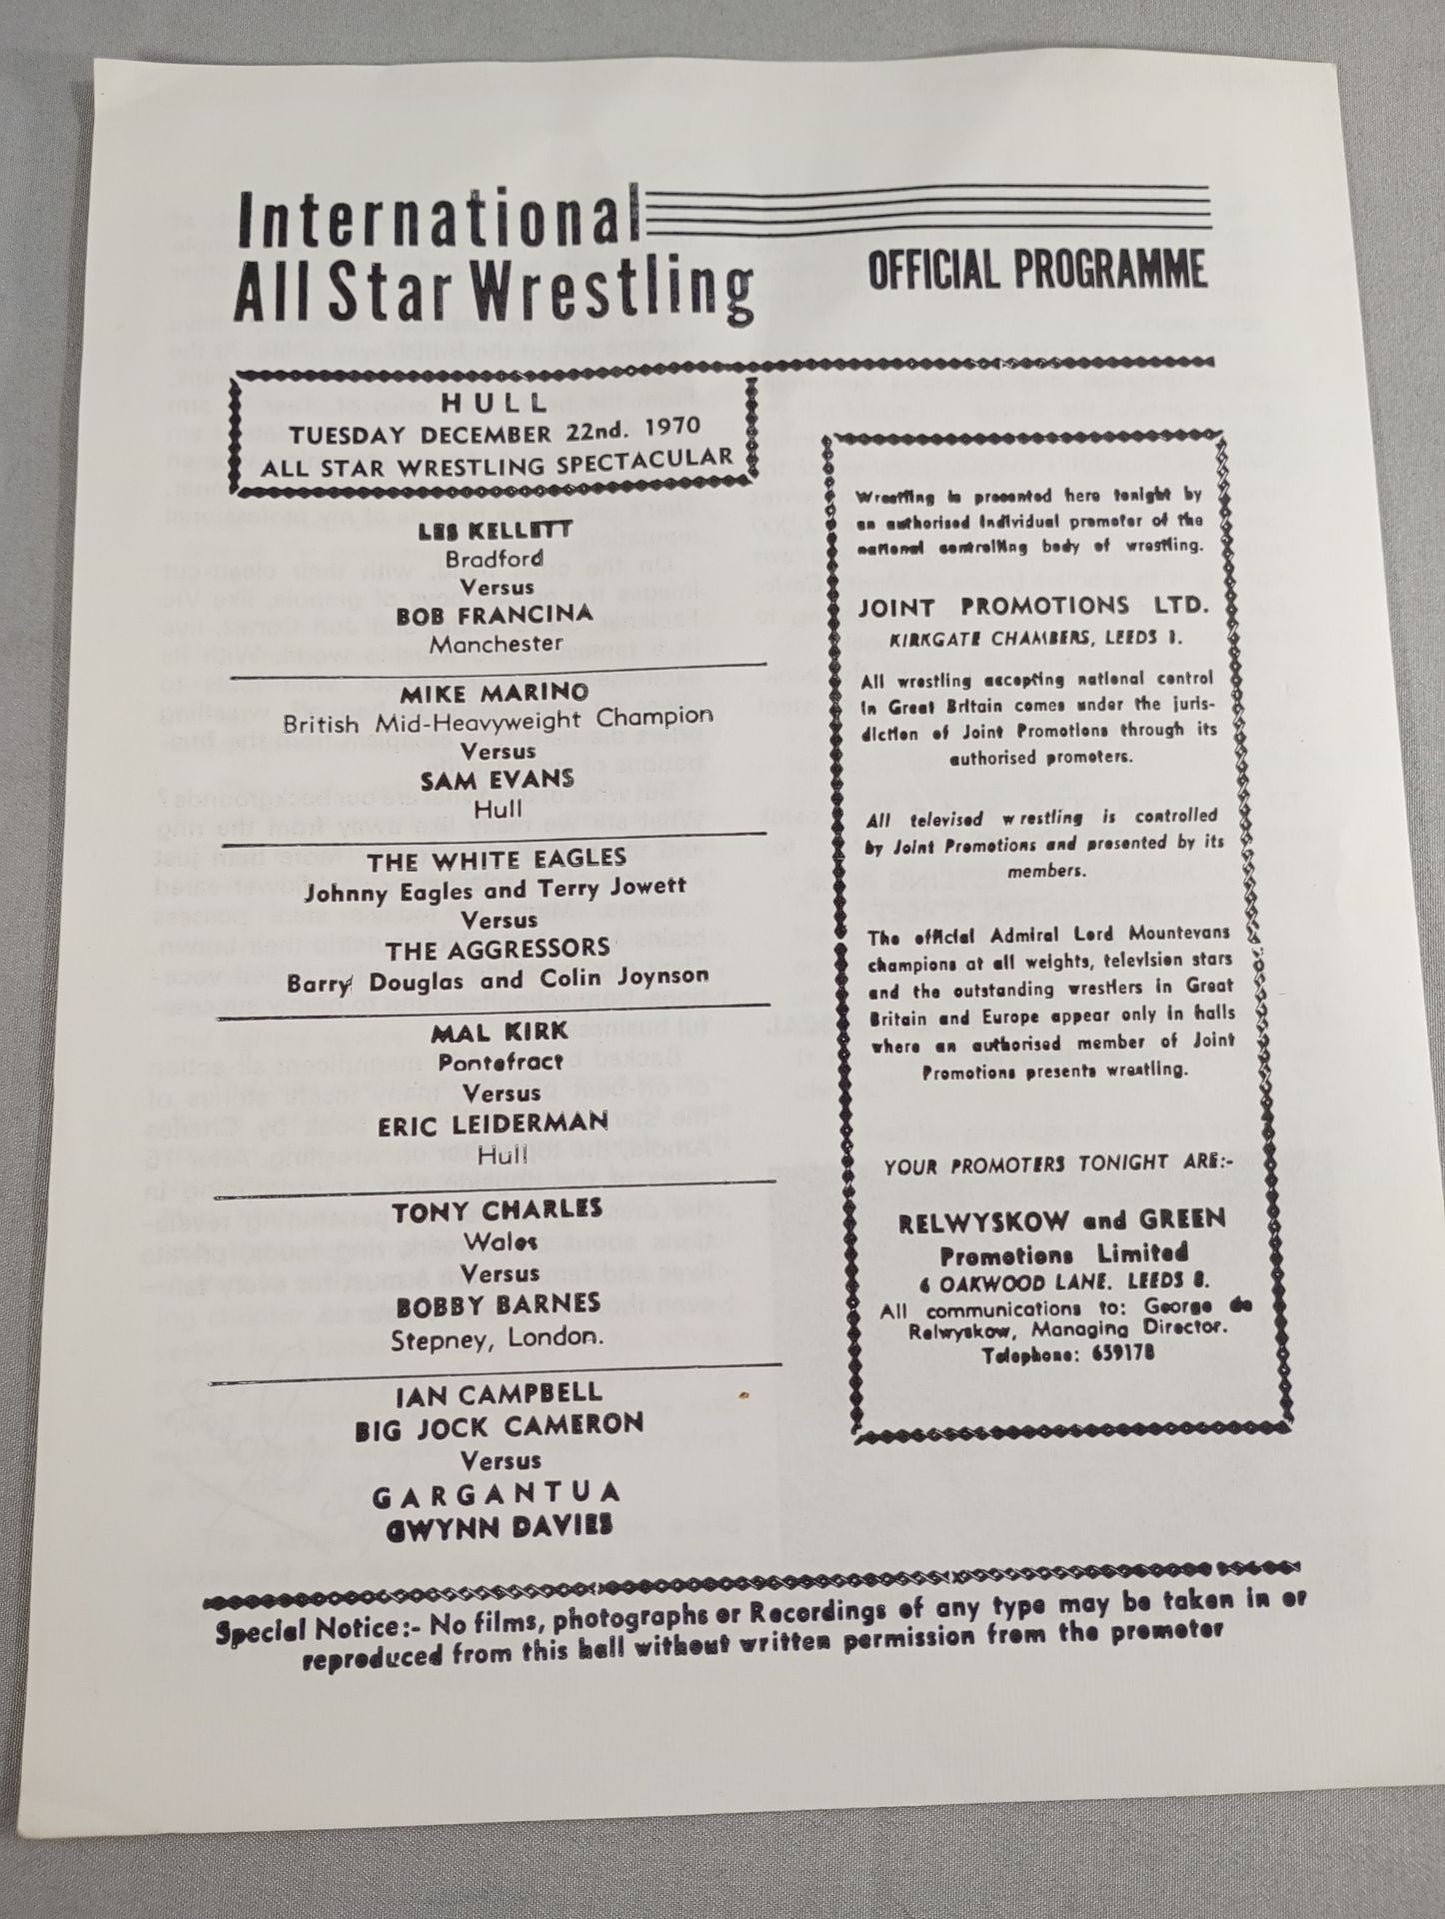 International
All Star Wrestling
OFFICIAL PROGRAMME
HULL
TUESDAY DECEMBER 22nd. 1970
ALL STAR WRESTLING SPECTACULAR
LES KELLETT
Bradford
Versus
BOB FRANCINA
Manchester
MIKE MARINO
British Mid-Heavyweight Champion
Versus
SAM EVANS
Hull
THE WHITE EAGLES
Johnny Eagles and Terry Jowett
Versus
THE AGGRESSORS
Barry Douglas and Colin Joynson
MAL KIRK
Pontefract
Versus
ERIC LEIDERMAN
Hull
TONY CHARLES
Wales
Versus
BOBBY BARNES
Stepney, London.
IAN CAMPBELL
BIG JOCK CAMERON
Versus
GARGANTUA
GWYNN DAVIES
Wrestling is presented here tonight by
an authorised individual promoter of the
national controlling body of wrestling.
JOINT PROMOTIONS LTD.
KIRKGATE CHAMBERS, LEEDS 1.
All wrestling accepting national control
in Great Britain comes under the juris-
diction of Joint Promotions through its
authorised promoters.
All televised wrestling is controlled
by Joint Promotions and presented by its
members.
The official Admiral Lord Mountevans
champions at all weights, television stars
and the outstanding wrestlers in Great
Britain and Europe appear only in halls
where an authorised member of Joint
Promotions presents wrestling.
YOUR PROMOTERS TONIGHT ARE:-
RELWYSKOW and GREEN
Promotions Limited
6 OAKWOOD LANE. LEEDS 8.
All communications to: George de
Relwyskow, Managing Director.
Telephone: 659178
Special Notice:- No films, photographs or Recordings of any type may be taken in or
reproduced from this hall without written permission from the promoter